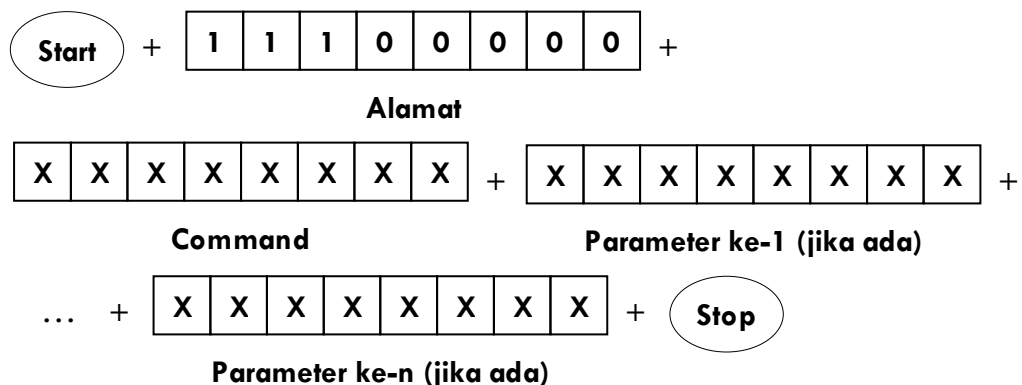 Start + 1 1 1 0 0 0 0 0 +
Alamat
X X X X X X X X + X X X X X X X X +
Command Parameter ke-1 (jika ada)
... + X X X X X X X X + Stop
Parameter ke-n (jika ada)